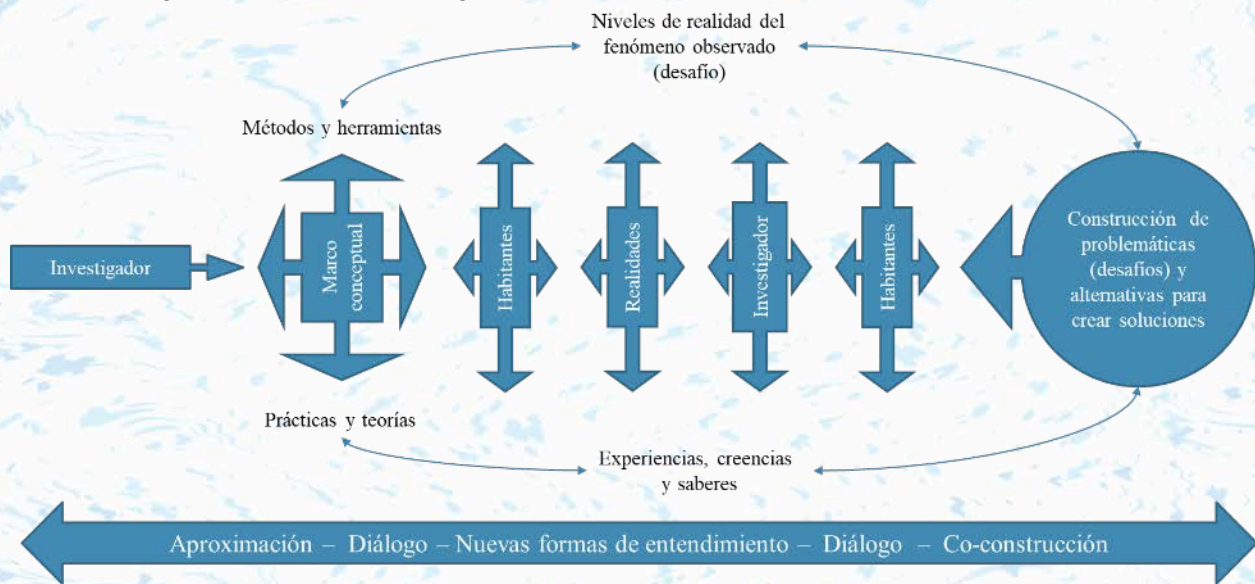 Niveles de realidad del
fenómeno observado
(desafío)
Métodos y herramientas
Investigador
Marco
conceptual
Habitantes
Realidades
Investigador
Habitantes
Construcción de
problemáticas
(desafíos) y
alternativas para
crear soluciones
Prácticas y teorías
Experiencias, creencias
y saberes
Aproximación – Diálogo – Nuevas formas de entendimiento – Diálogo – Co-construcción